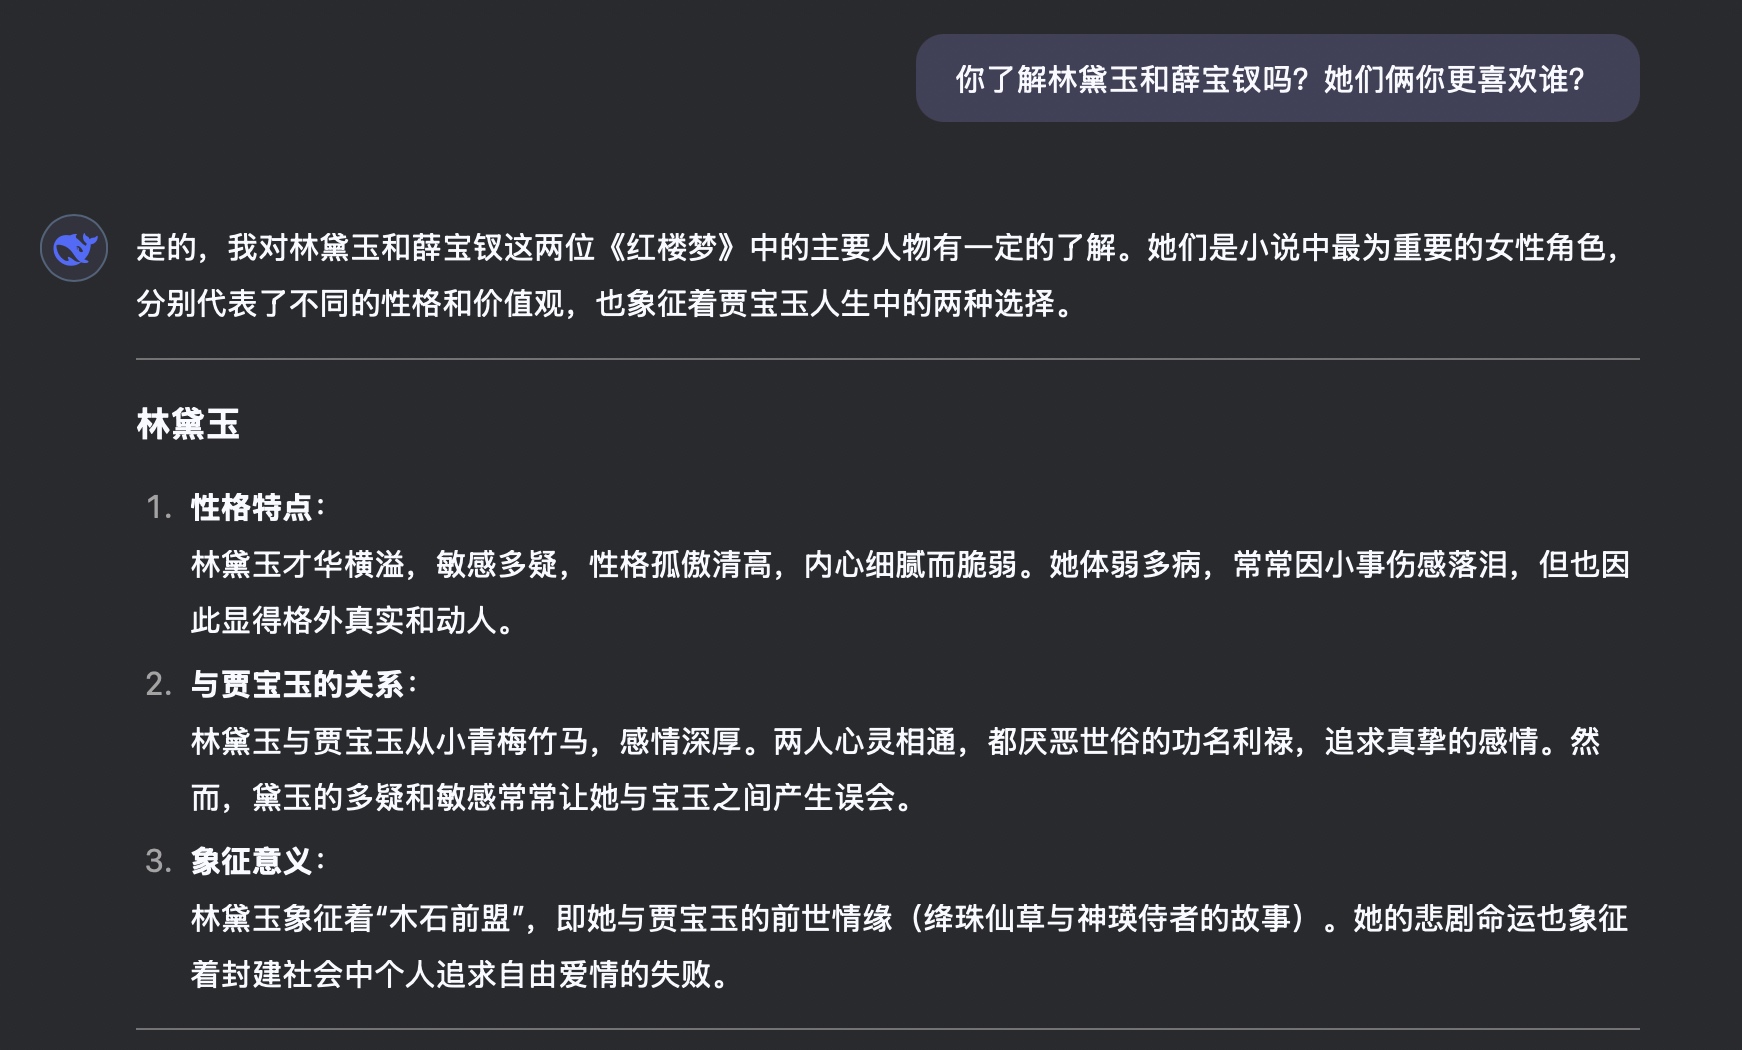 你了解林黛玉和薛宝钗吗？她们俩你更喜欢谁？
是的，我对林黛玉和薛宝钗这两位《红楼梦》中的主要人物有一定的了解。她们是小说中最为重要的女性角色，
分别代表了不同的性格和价值观，也象征着贾宝玉人生中的两种选择。
林黛玉
1. 性格特点：
林黛玉才华横溢，敏感多疑，性格孤傲清高，内心细腻而脆弱。她体弱多病，常常因小事伤感落泪，但也因
此显得格外真实和动人。
2. 与贾宝玉的关系：
林黛玉与贾宝玉从小青梅竹马，感情深厚。两人心灵相通，都厌恶世俗的功名利禄，追求真挚的感情。然
而，黛玉的多疑和敏感常常让她与宝玉之间产生误会。
3. 象征意义：
林黛玉象征着“木石前盟”，即她与贾宝玉的前世情缘（绛珠仙草与神瑛侍者的故事）。她的悲剧命运也象征
着封建社会中个人追求自由爱情的失败。